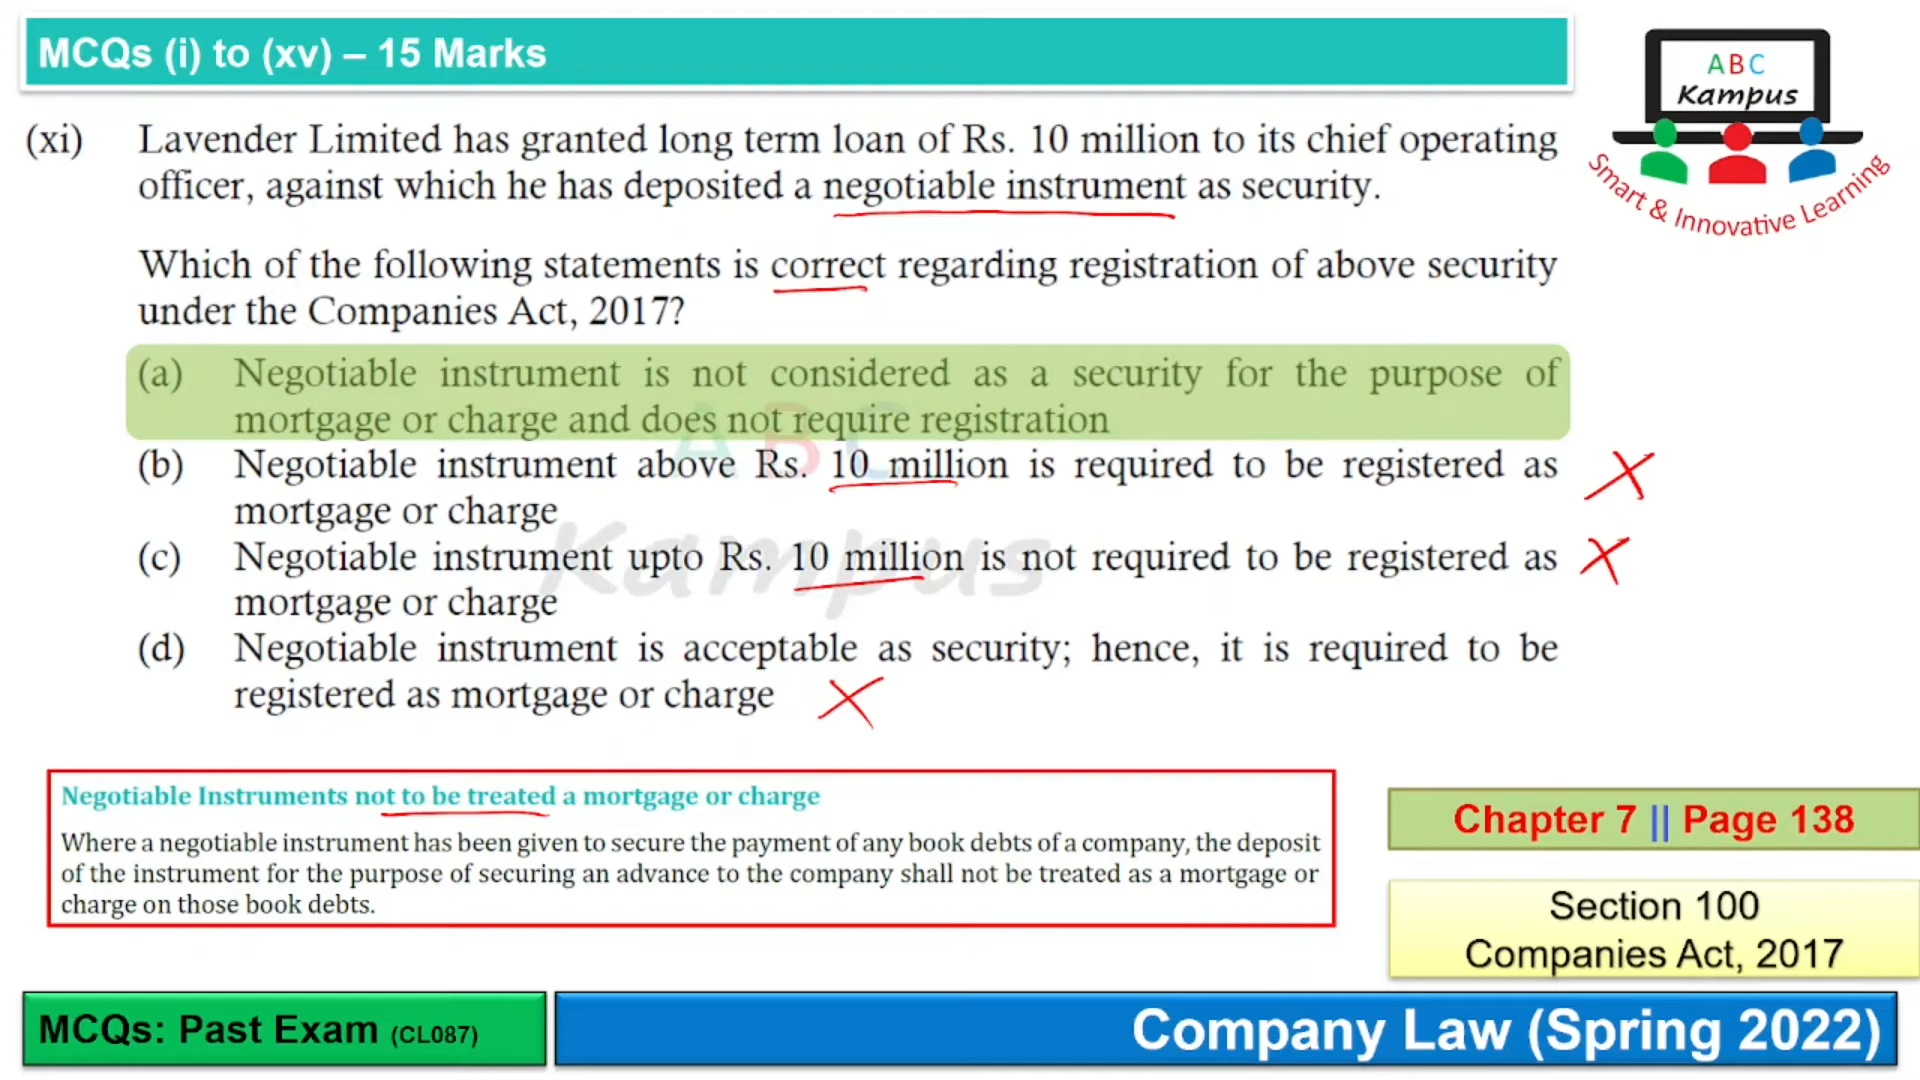 MCQs (i) to (xv) – 15 Marks
ABC
Kampus
Smart & Innovative Learning
(xi) Lavender Limited has granted long term loan of Rs. 10 million to its chief operating
officer, against which he has deposited a negotiable instrument as security.
Which of the following statements is correct regarding registration of above security
under the Companies Act, 2017?
(a) Negotiable instrument is not considered as a security for the purpose of
mortgage or charge and does not require registration
(b) Negotiable instrument above Rs. 10 million is required to be registered as
mortgage or charge
(c) Negotiable instrument upto Rs. 10 million is not required to be registered as
mortgage or charge
(d) Negotiable instrument is acceptable as security; hence, it is required to be
registered as mortgage or charge
ABC
Kampus
Negotiable Instruments not to be treated a mortgage or charge
Where a negotiable instrument has been given to secure the payment of any book debts of a company, the deposit
of the instrument for the purpose of securing an advance to the company shall not be treated as a mortgage or
charge on those book debts.
Chapter 7 || Page 138
Section 100
Companies Act, 2017
MCQs: Past Exam (CL087)
Company Law (Spring 2022)